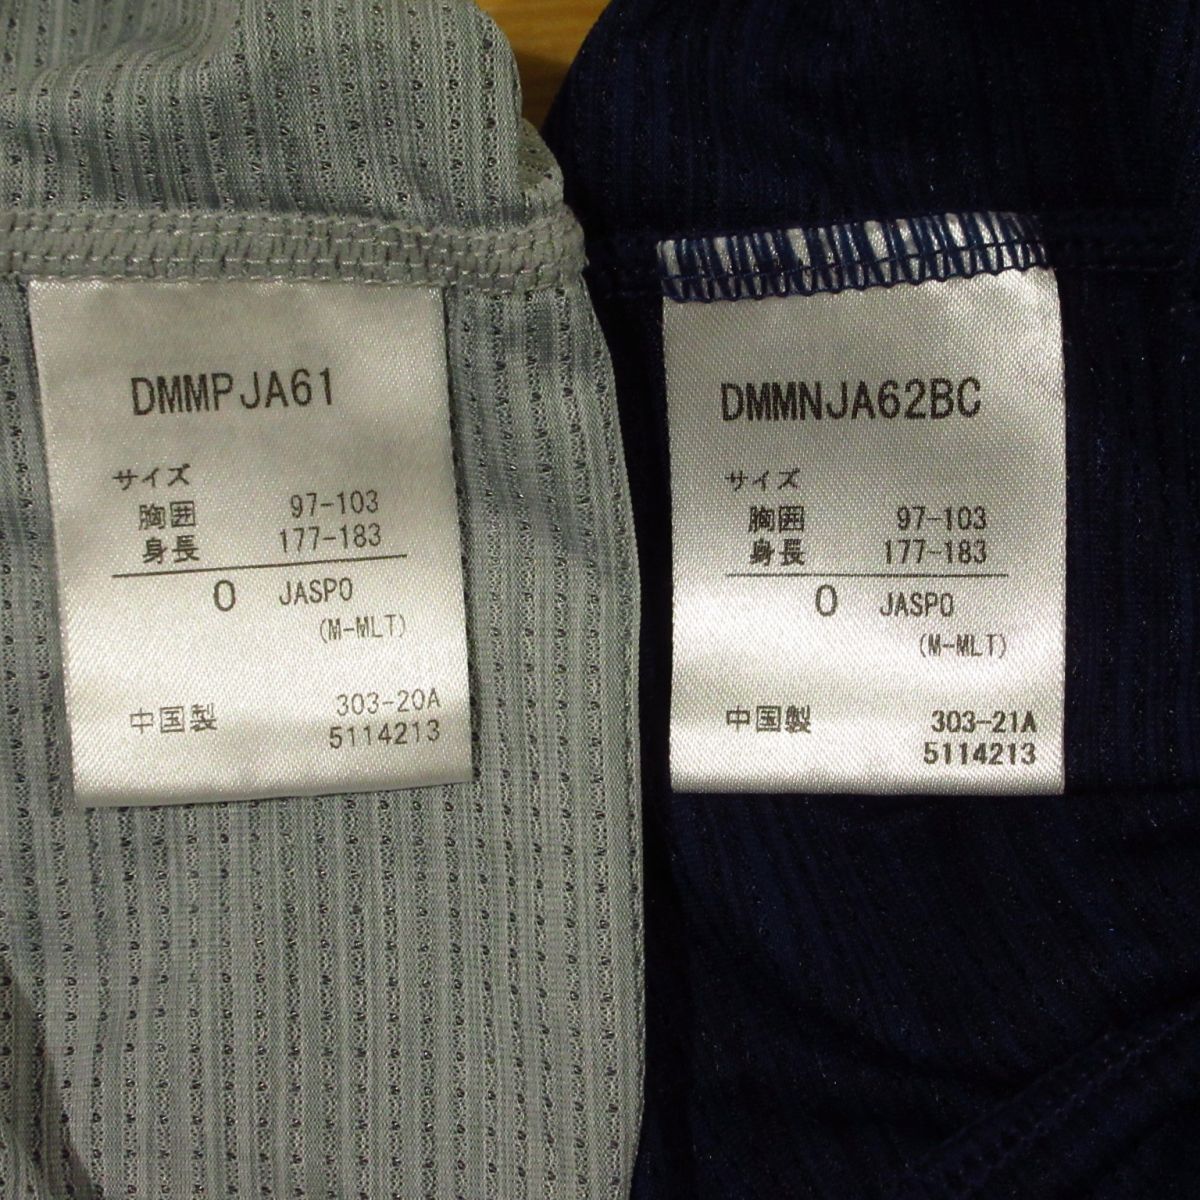 DMMPJA61
サイズ
胸囲 97-103
身長 177-183
O JASPO
(M-MLT)
中国製 303-20A
5114213
DMMNJA62BC
サイズ
胸囲 97-103
身長 177-183
O JASPO
(M-MLT)
中国製 303-21A
5114213